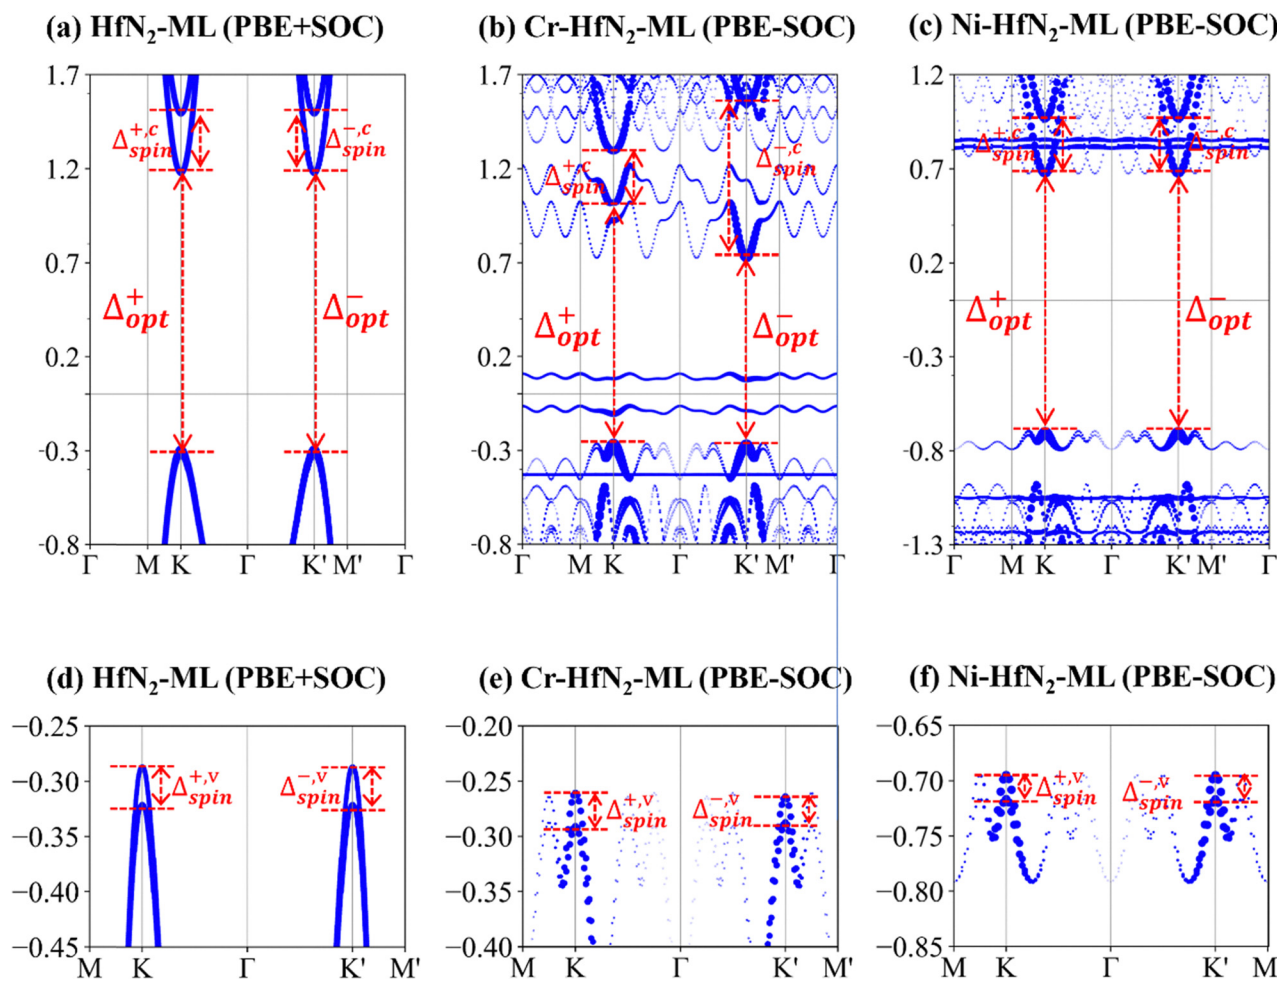 (a) HfN₂-ML (PBE+SOC)
(b) Cr-HfN₂-ML (PBE-SOC)
(c) Ni-HfN₂-ML (PBE-SOC)
1.7
1.2
0.7
0.2
-0.3
-0.8
Γ M K Γ K' M' Γ
Δ⁺,ᶜspin
Δ⁻,ᶜspin
Δ⁺opt
Δ⁻opt
1.7
1.2
0.7
0.2
-0.3
-0.8
Γ M K Γ K' M' Γ
Δ⁺,ᶜspin
Δ⁻,ᶜspin
Δ⁺opt
Δ⁻opt
1.2
0.7
0.2
-0.3
-0.8
-1.3
Γ M K Γ K' M' Γ
Δ⁺,ᶜspin
Δ⁻,ᶜspin
Δ⁺opt
Δ⁻opt
(d) HfN₂-ML (PBE+SOC)
(e) Cr-HfN₂-ML (PBE-SOC)
(f) Ni-HfN₂-ML (PBE-SOC)
−0.25
−0.30
−0.35
−0.40
−0.45
M K Γ K' M'
Δ⁺,ᵛspin
Δ⁻,ᵛspin
−0.20
−0.25
−0.30
−0.35
−0.40
M K Γ K' M'
Δ⁺,ᵛspin
Δ⁻,ᵛspin
−0.65
−0.70
−0.75
−0.80
−0.85
M K Γ K' M'
Δ⁺,ᵛspin
Δ⁻,ᵛspin